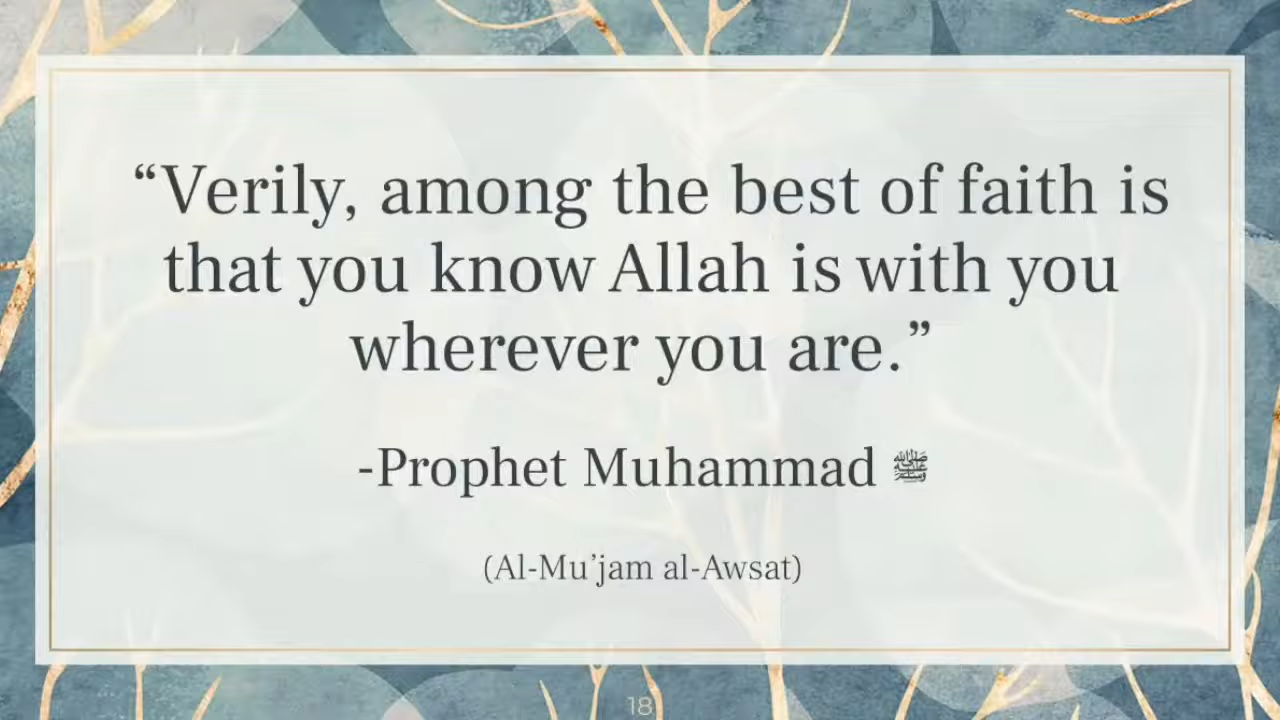 “Verily, among the best of faith is
that you know Allah is with you
wherever you are.”
-Prophet Muhammad ﷺ
(Al-Mu’jam al-Awsat)
18